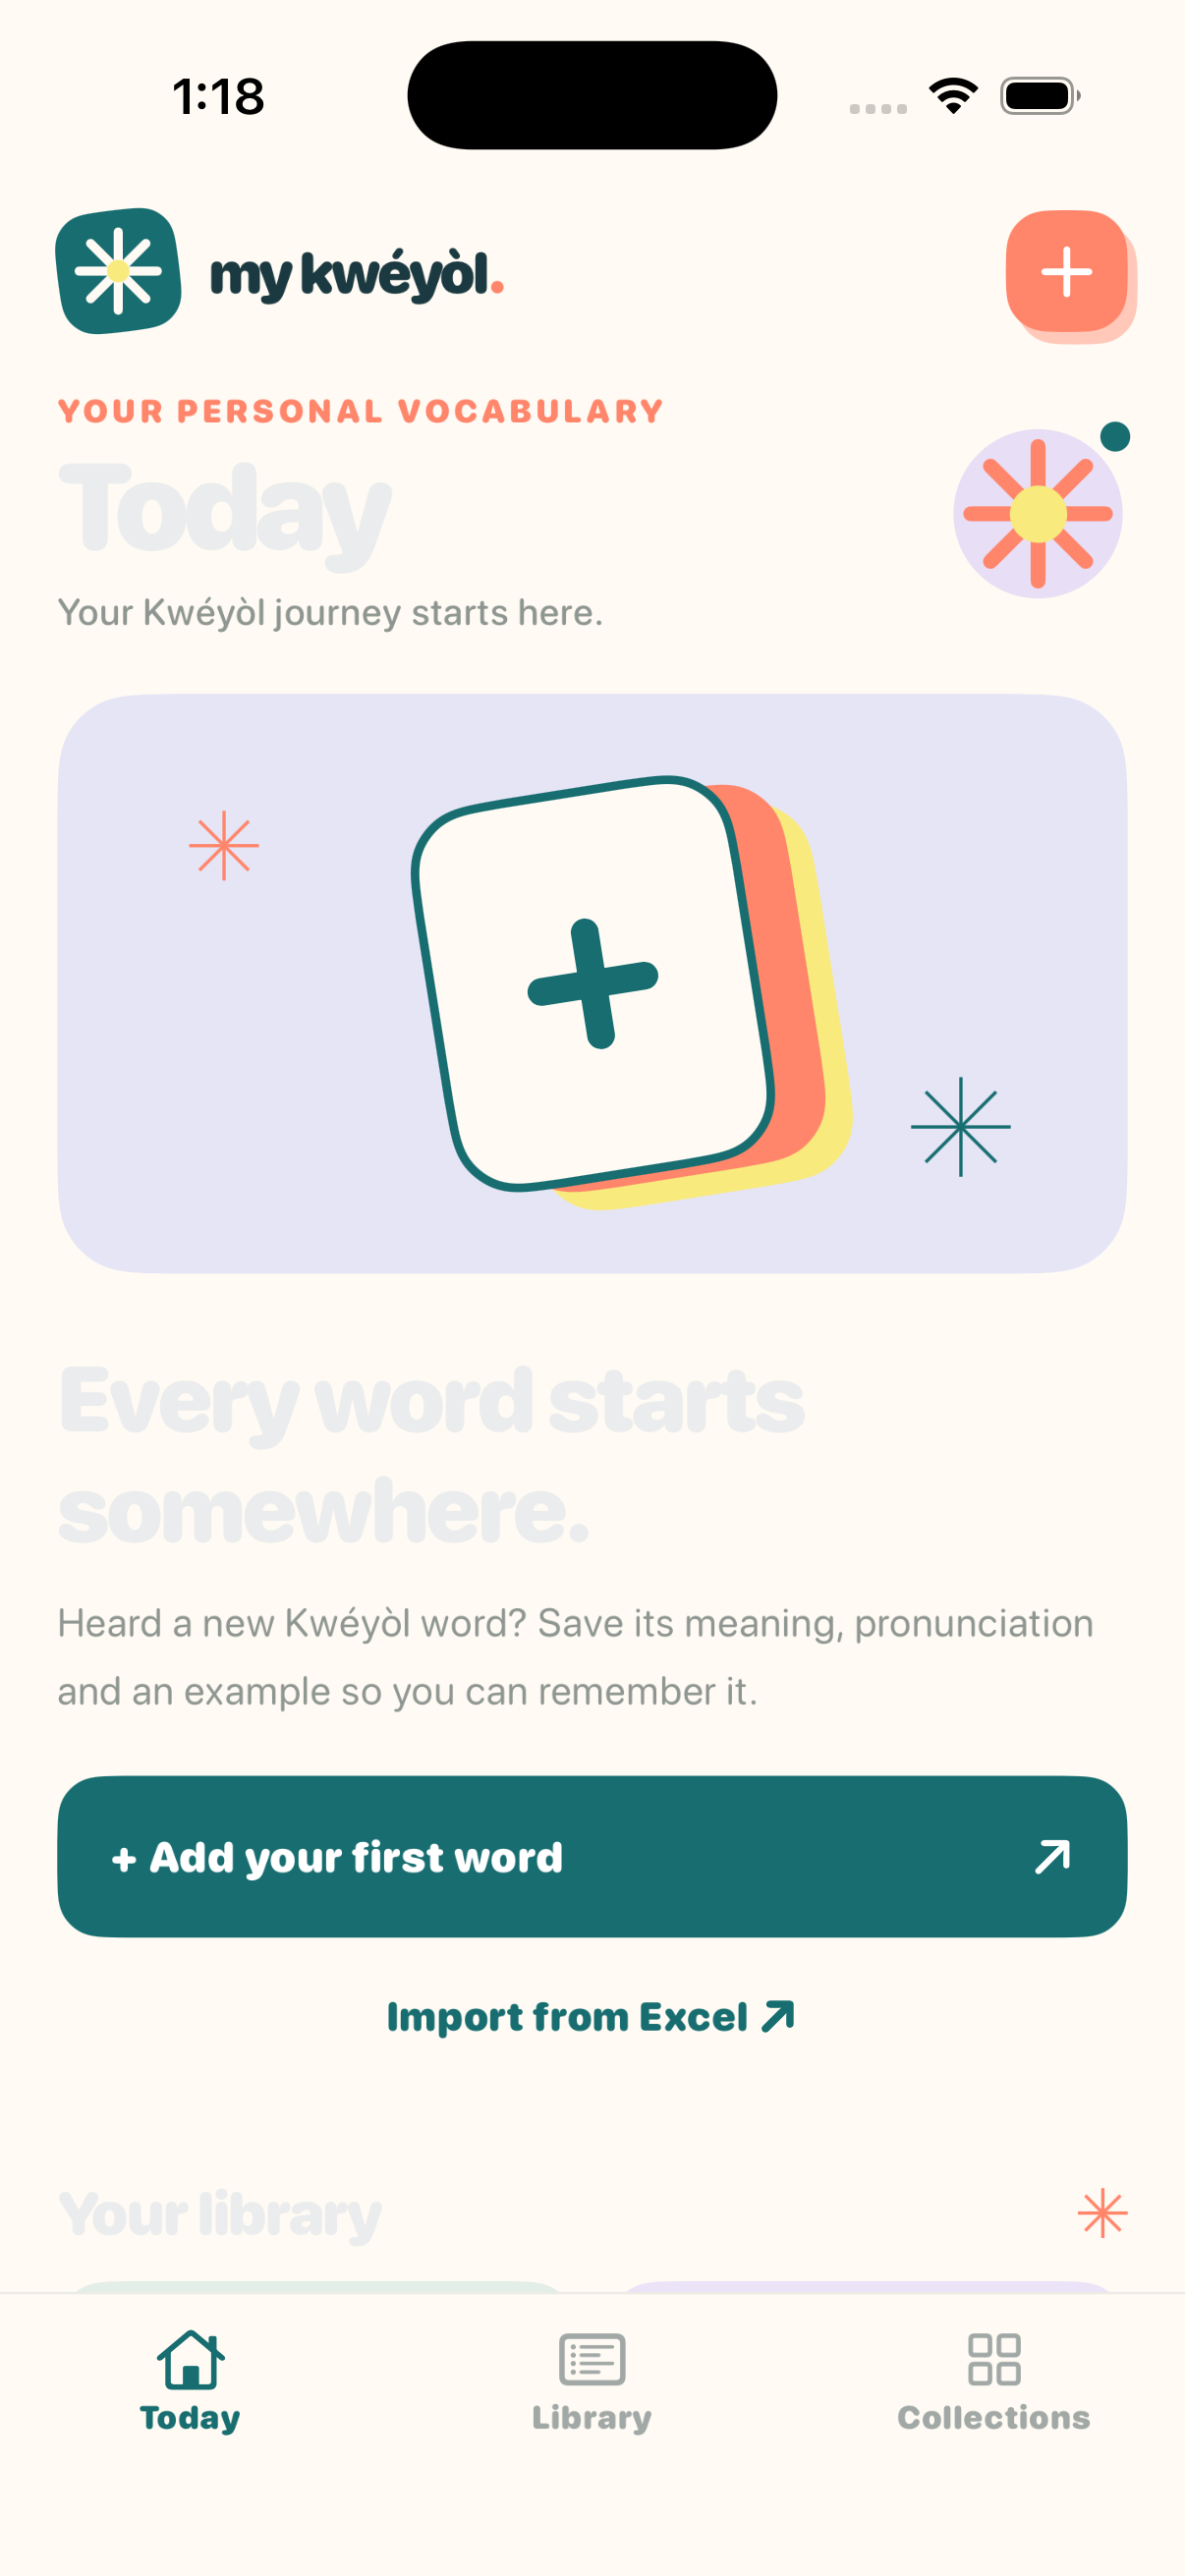 1:18
my kwéyòl.
YOUR PERSONAL VOCABULARY
Today
Your Kwéyòl journey starts here.
Every word starts
somewhere.
Heard a new Kwéyòl word? Save its meaning, pronunciation
and an example so you can remember it.
+ Add your first word
Import from Excel
Your library
Today Library Collections